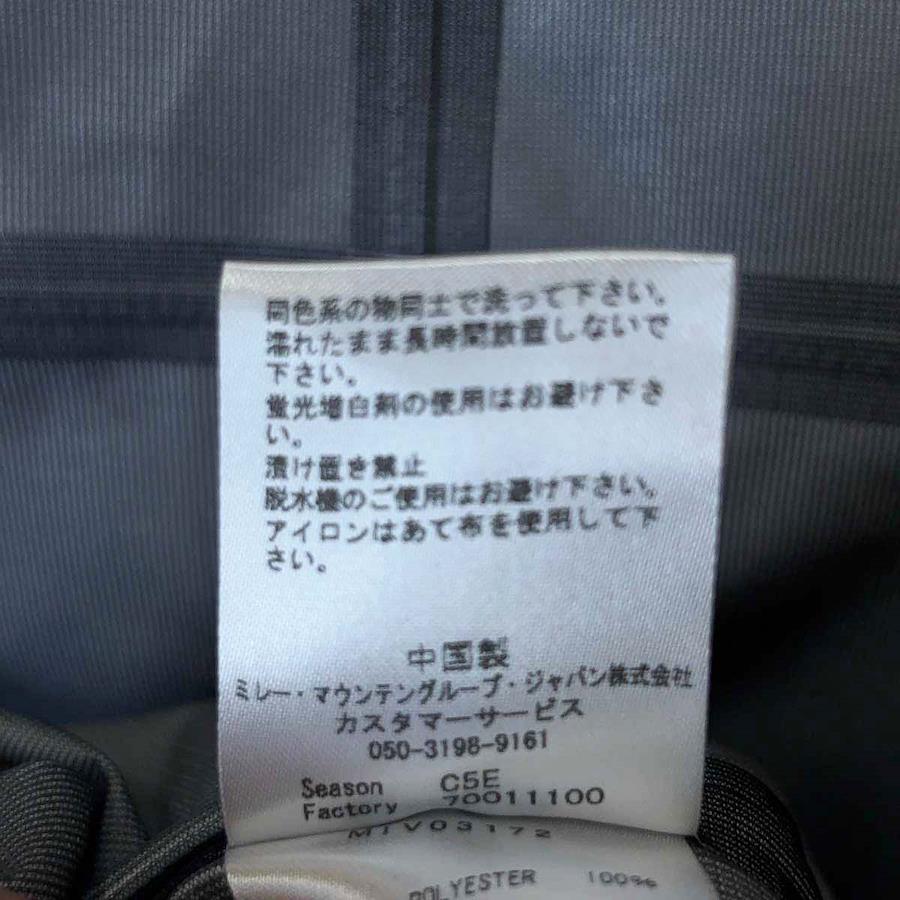 同色系の物同士で洗って下さい。
濡れたまま長時間放置しないで
下さい。
蛍光増白剤の使用はお避け下さ
い。
漬け置き禁止
脱水機のご使用はお避け下さい。
アイロンはあて布を使用して下
さい。
中国製
ミレー・マウンテングループ・ジャパン株式会社
カスタマーサービス
050-3198-9161
Season C5E
Factory 70011100
MIV03172
POLYESTER 100%